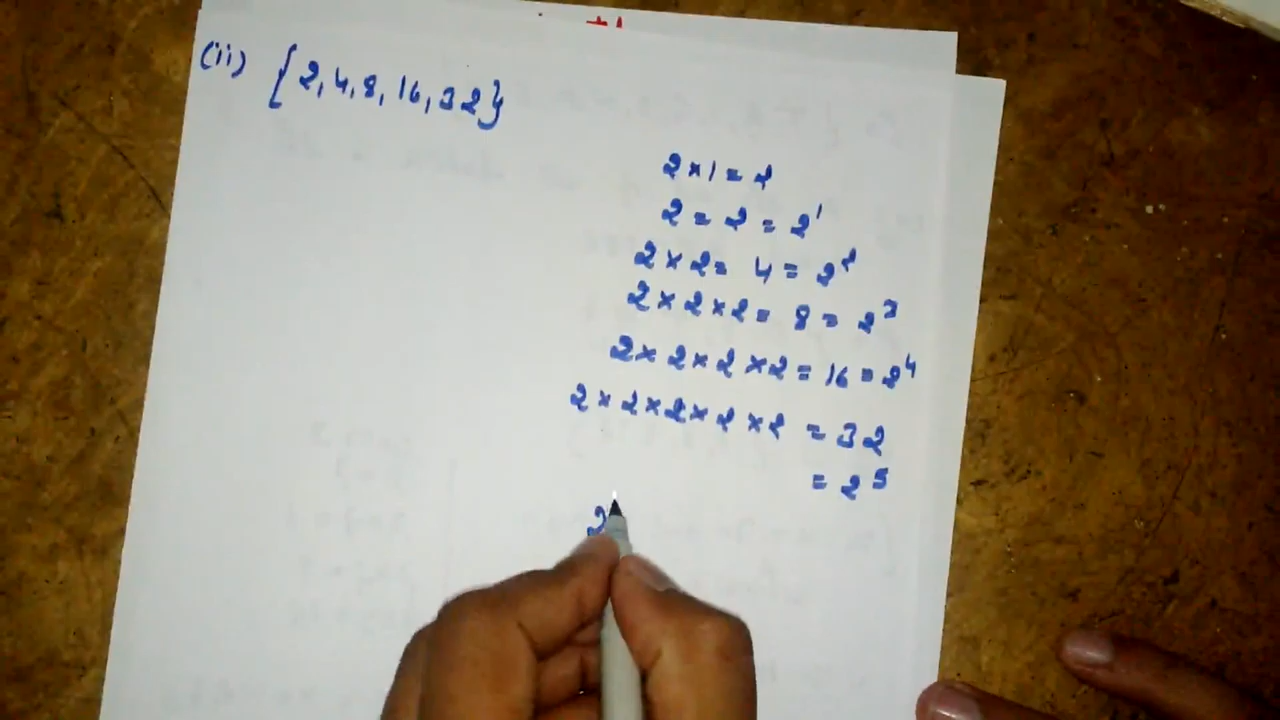 (ii) {2, 4, 8, 16, 32}
2 × 1 = 2
2 = 2 = 2¹
2 × 2 = 4 = 2²
2 × 2 × 2 = 8 = 2³
2 × 2 × 2 × 2 = 16 = 2⁴
2 × 2 × 2 × 2 × 2 = 32
= 2⁵
2